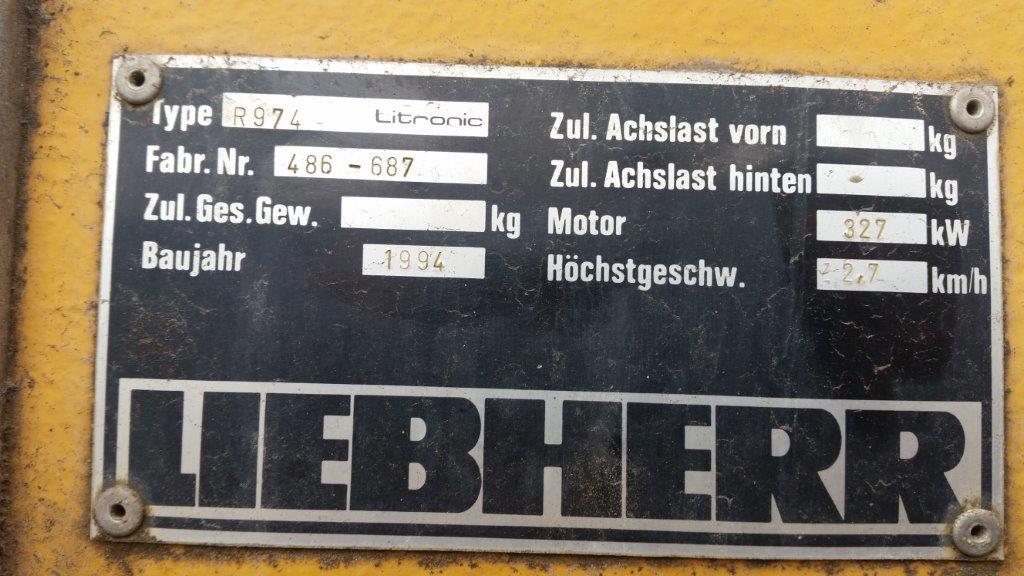 Type R974 Litronic
Fabr. Nr. 486 - 687
Zul. Ges. Gew. kg
Baujahr 1994
Zul. Achslast vorn kg
Zul. Achslast hinten kg
Motor 327 kW
Höchstgeschw. 2,7 km/h
LIEBHERR